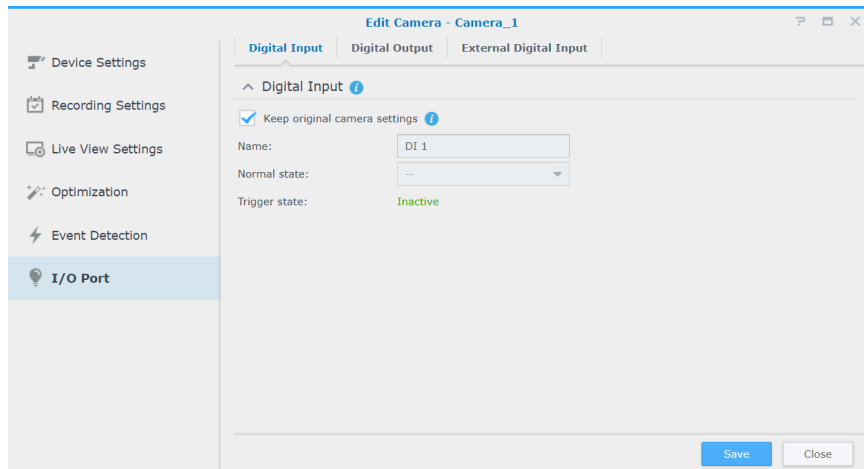 Edit Camera - Camera_1
Device Settings
Recording Settings
Live View Settings
Optimization
Event Detection
I/O Port
Digital Input Digital Output External Digital Input
Digital Input
Keep original camera settings
Name: DI 1
Normal state: --
Trigger state: Inactive
Save Close